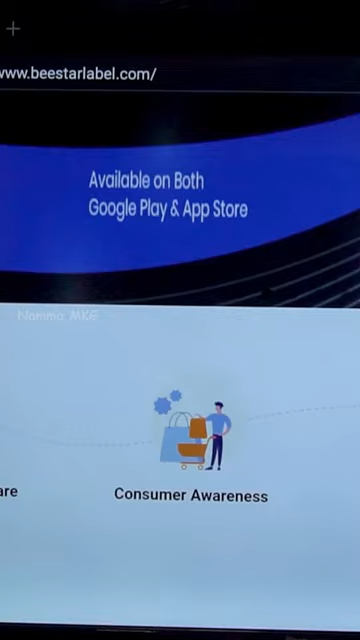 www.beestarlabel.com/
Available on Both
Google Play & App Store
Namma MKG
are
Consumer Awareness